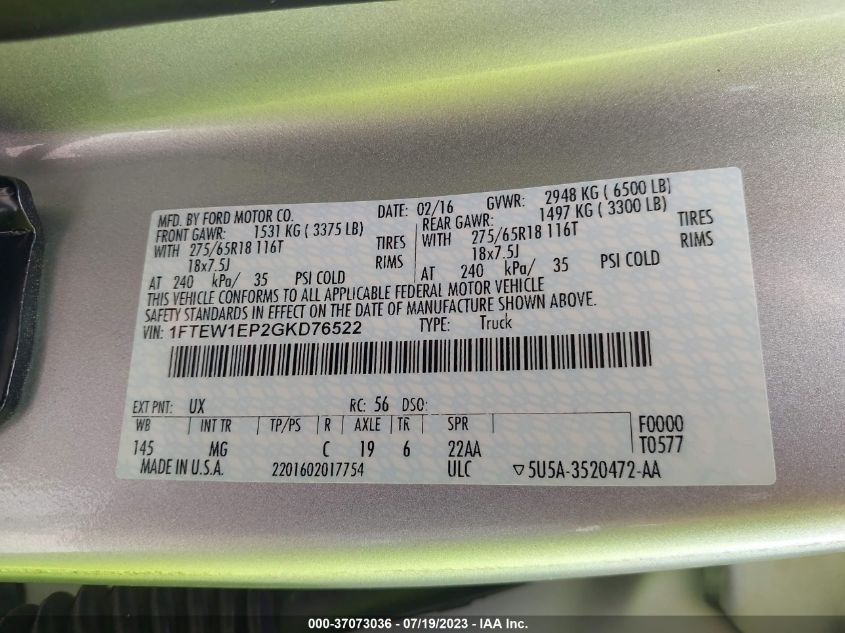 MFD. BY FORD MOTOR CO. DATE: 02/16 GVWR: 2948 KG ( 6500 LB)
FRONT GAWR: 1531 KG ( 3375 LB) REAR GAWR: 1497 KG ( 3300 LB)
WITH 275/65R18 116T TIRES WITH 275/65R18 116T TIRES
18x7.5J RIMS 18x7.5J RIMS
AT 240 kPa/ 35 PSI COLD AT 240 kPa/ 35 PSI COLD
THIS VEHICLE CONFORMS TO ALL APPLICABLE FEDERAL MOTOR VEHICLE
SAFETY STANDARDS IN EFFECT ON THE DATE OF MANUFACTURE SHOWN ABOVE.
VIN: 1FTEW1EP2GKD76522 TYPE: Truck
EXT PNT: UX RC: 56 DSO:
WB INT TR TP/PS R AXLE TR SPR F0000
145 MG C 19 6 22AA T0577
MADE IN U.S.A. 2201602017754 ULC ▽5U5A-3520472-AA
000-37073036 - 07/19/2023 - IAA Inc.